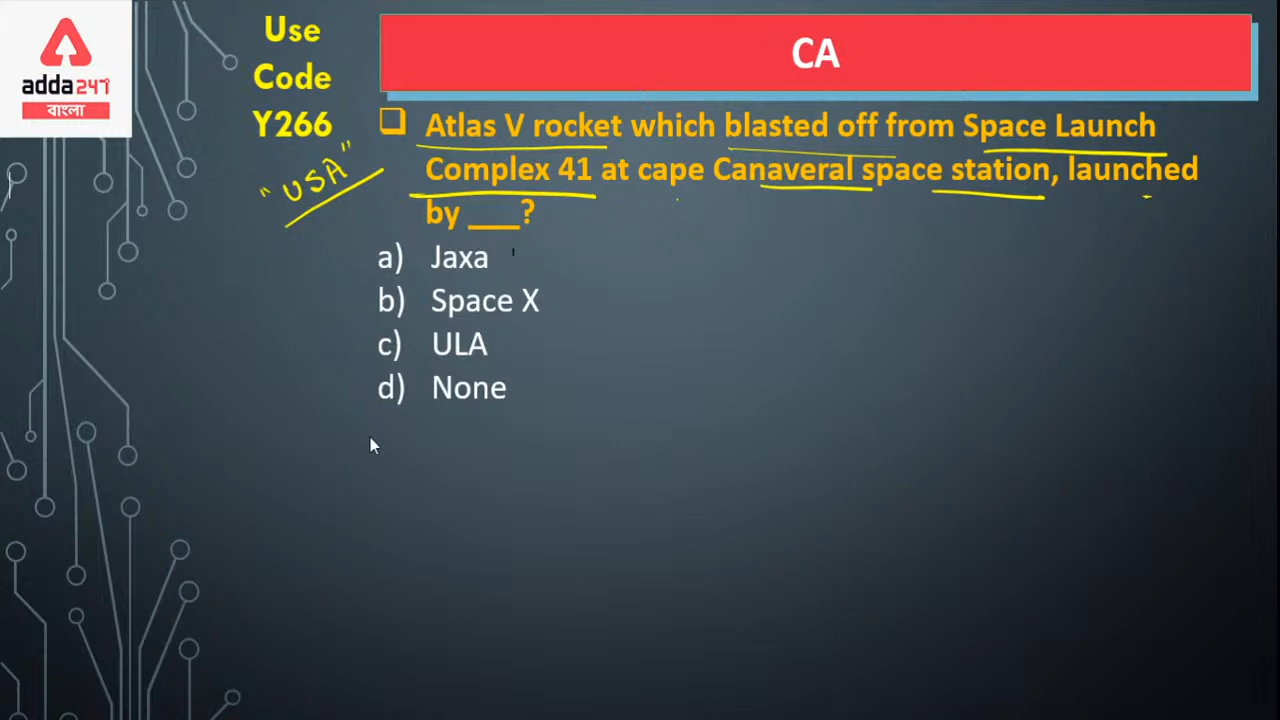 adda247
বাংলা
Use
Code
Y266
"USA"
CA
Atlas V rocket which blasted off from Space Launch
Complex 41 at cape Canaveral space station, launched
by ___?
a) Jaxa
b) Space X
c) ULA
d) None